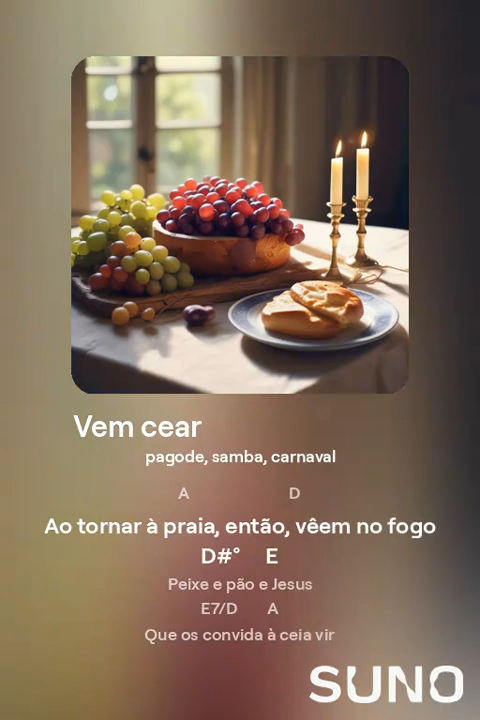 Vem cear
pagode, samba, carnaval
A D
Ao tornar à praia, então, vêem no fogo
D#° E
Peixe e pão e Jesus
E7/D A
Que os convida à ceia vir
SUNO